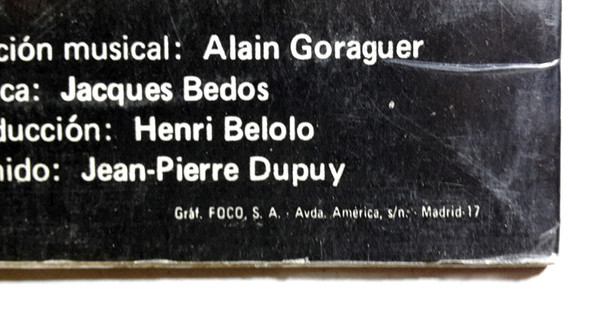 ción musical: Alain Goraguer
ca: Jacques Bedos
ducción: Henri Belolo
nido: Jean-Pierre Dupuy
Gráf. FOCO, S. A. · Avda. América, s/n. · Madrid-17